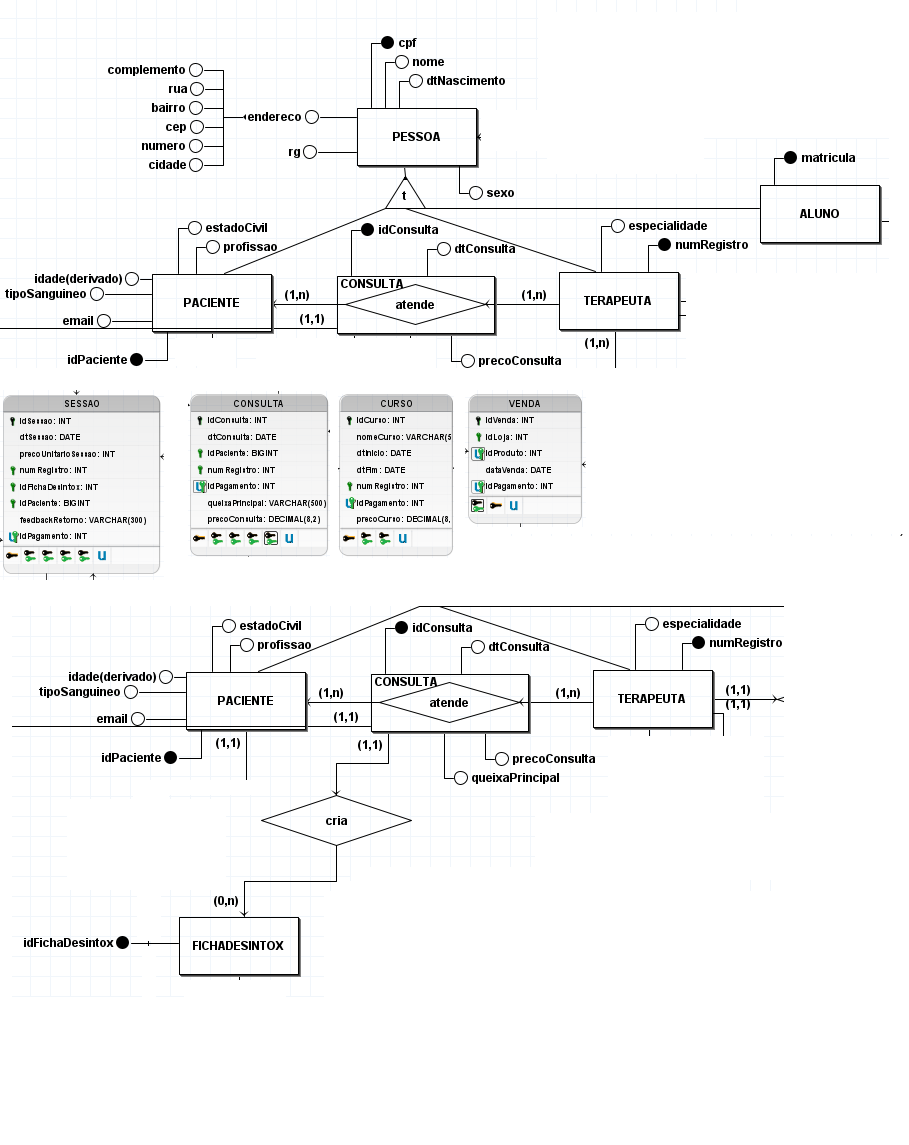 cpf
nome
complemento
dtNascimento
rua
bairro
endereco
cep
PESSOA
numero
rg
cidade
matricula
sexo
t
ALUNO
estadoCivil
idConsulta
especialidade
profissao
dtConsulta
numRegistro
idade(derivado)
CONSULTA
tipoSanguineo
PACIENTE
(1,n)
atende
(1,n)
TERAPEUTA
email
(1,1)
(1,n)
idPaciente
precoConsulta
SESSAO
idSessao: INT
dtSessao: DATE
precoUnitarioSessao: INT
numRegistro: INT
idFichaDesintox: INT
idPaciente: BIGINT
feedbackRetorno: VARCHAR(300)
idPagamento: INT
CONSULTA
idConsulta: INT
dtConsulta: DATE
idPaciente: BIGINT
numRegistro: INT
idPagamento: INT
queixaPrincipal: VARCHAR(500)
precoConsulta: DECIMAL(8,2)
U
CURSO
idCurso: INT
nomeCurso: VARCHAR(5
dtInicio: DATE
dtFim: DATE
numRegistro: INT
idPagamento: INT
precoCurso: DECIMAL(8,
U
VENDA
idVenda: INT
idLoja: INT
idProduto: INT
dataVenda: DATE
idPagamento: INT
U
U
estadoCivil
idConsulta
especialidade
profissao
dtConsulta
numRegistro
idade(derivado)
CONSULTA
tipoSanguineo
PACIENTE
(1,n)
atende
(1,n)
TERAPEUTA
(1,1)
(1,1)
email
(1,1)
(1,1)
(1,1)
idPaciente
precoConsulta
queixaPrincipal
cria
(0,n)
idFichaDesintox
FICHADESINTOX